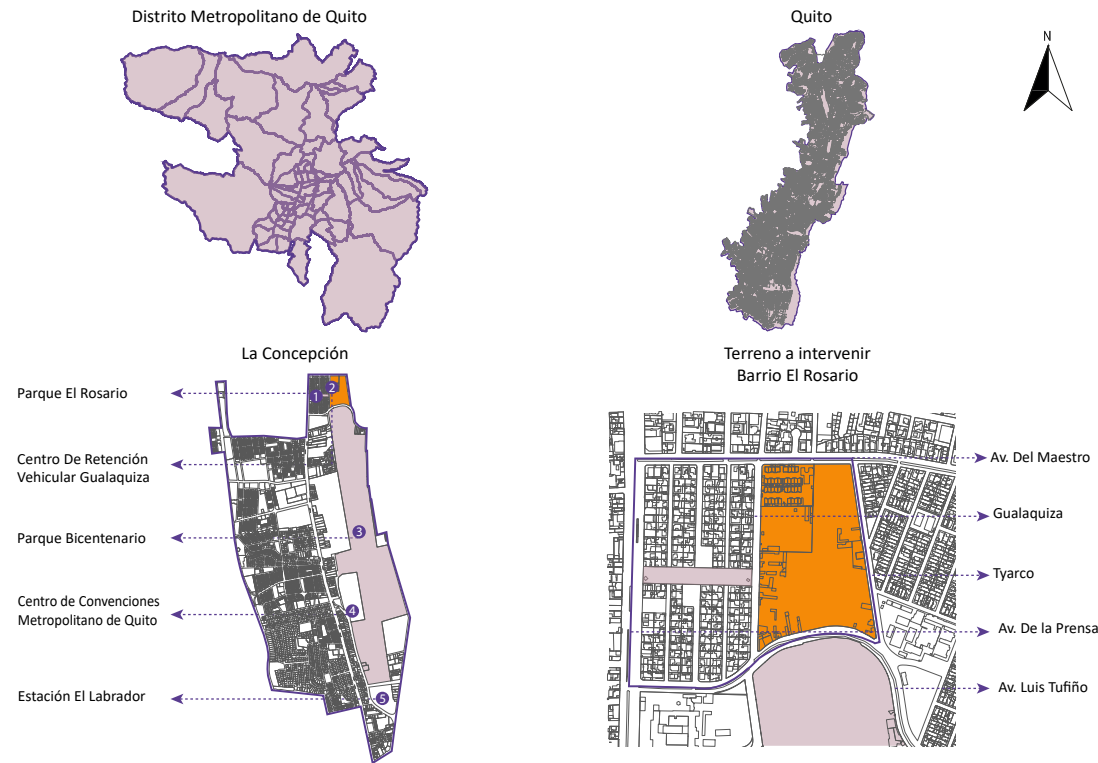 Distrito Metropolitano de Quito
Quito
N
La Concepción
Parque El Rosario
Centro De Retención
Vehicular Gualaquiza
Parque Bicentenario
Centro de Convenciones
Metropolitano de Quito
Estación El Labrador
1
2
3
4
5
Terreno a intervenir
Barrio El Rosario
Av. Del Maestro
Gualaquiza
Tyarco
Av. De la Prensa
Av. Luis Tufiño